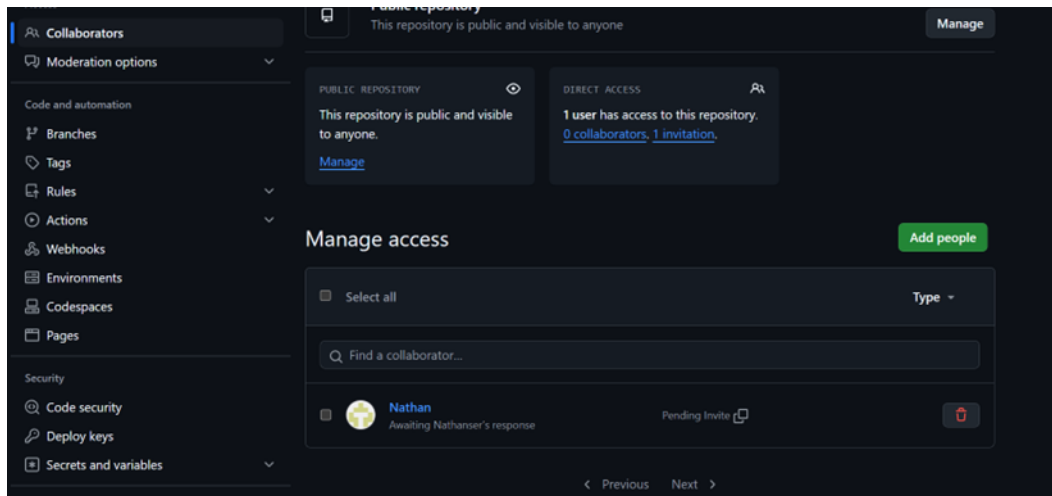 Collaborators
Moderation options
Code and automation
Branches
Tags
Rules
Actions
Webhooks
Environments
Codespaces
Pages
Security
Code security
Deploy keys
Secrets and variables
Public repository
This repository is public and visible to anyone
Manage
PUBLIC REPOSITORY
This repository is public and visible
to anyone.
Manage
DIRECT ACCESS
1 user has access to this repository.
0 collaborators. 1 invitation.
Manage access
Add people
Select all
Type
Find a collaborator...
Nathan
Awaiting Nathanser's response
Pending Invite
Previous
Next